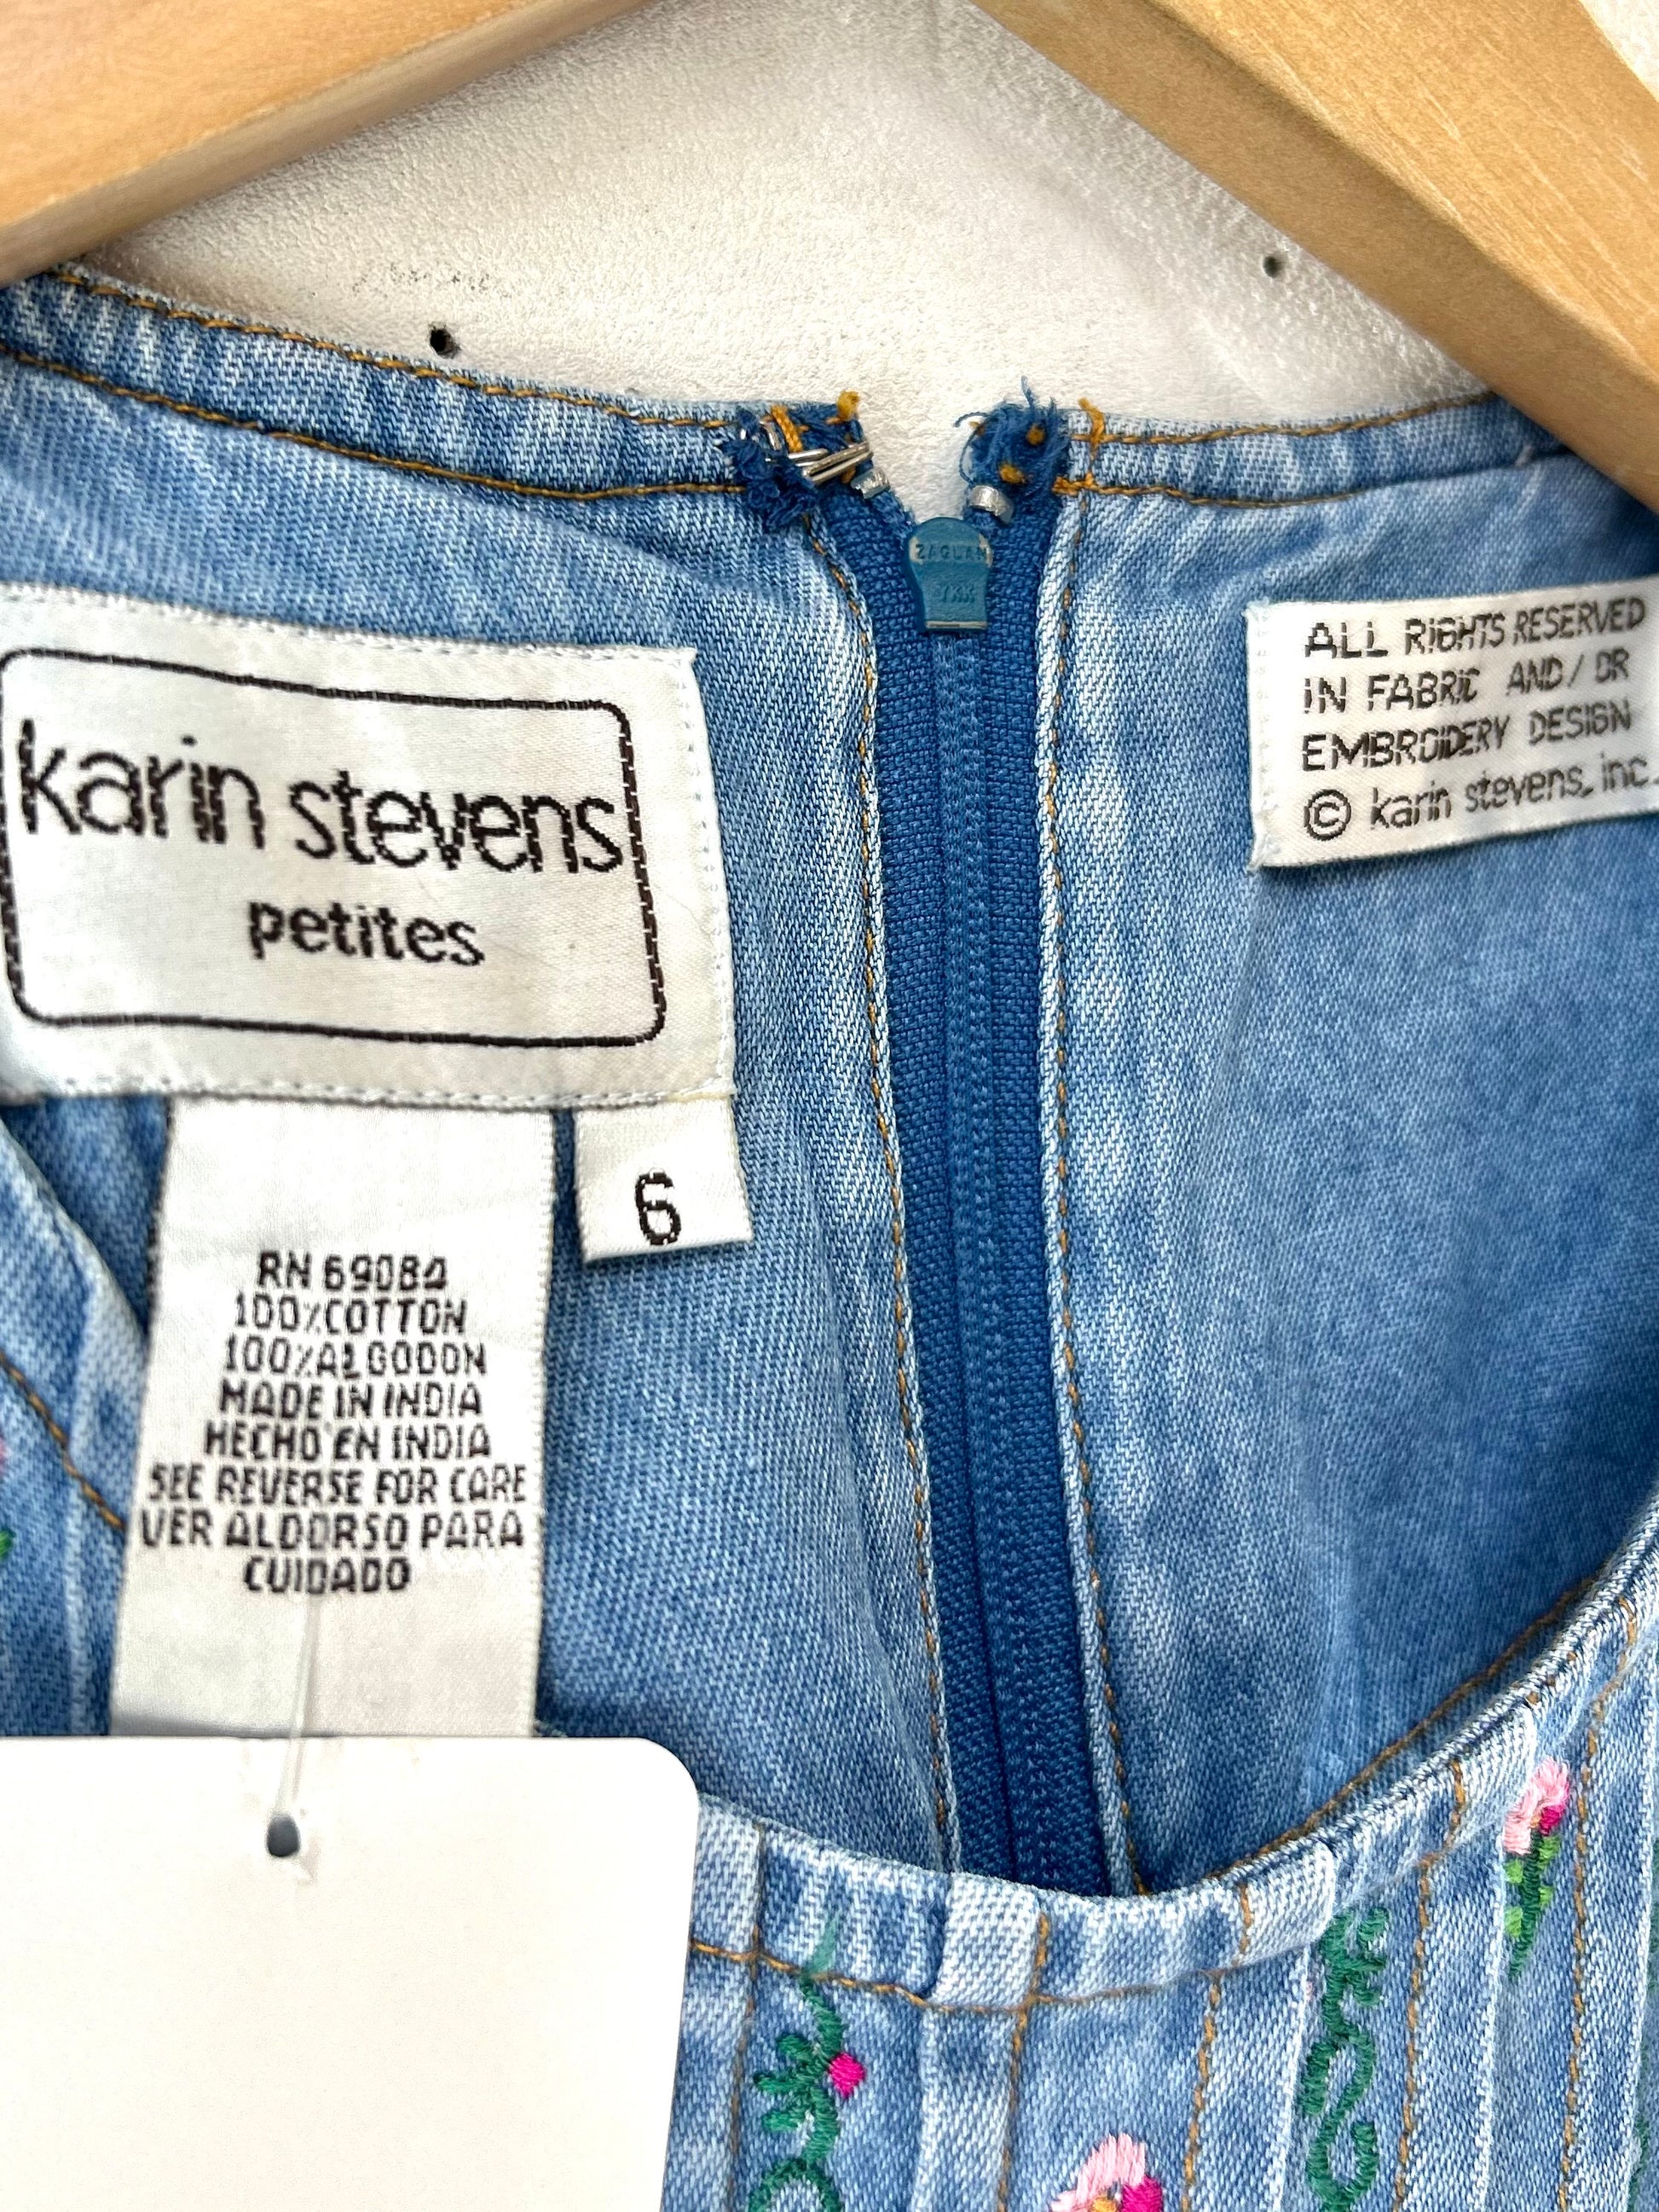 ZAGUAN
karin stevens
petites
6
RN 69084
100%COTTON
100%ALGODON
MADE IN INDIA
HECHO EN INDIA
SEE REVERSE FOR CARE
VER ALDORSO PARA
CUIDADO
ALL RIGHTS RESERVED
IN FABRIC AND/OR
EMBROIDERY DESIGN
© karin stevens, inc.